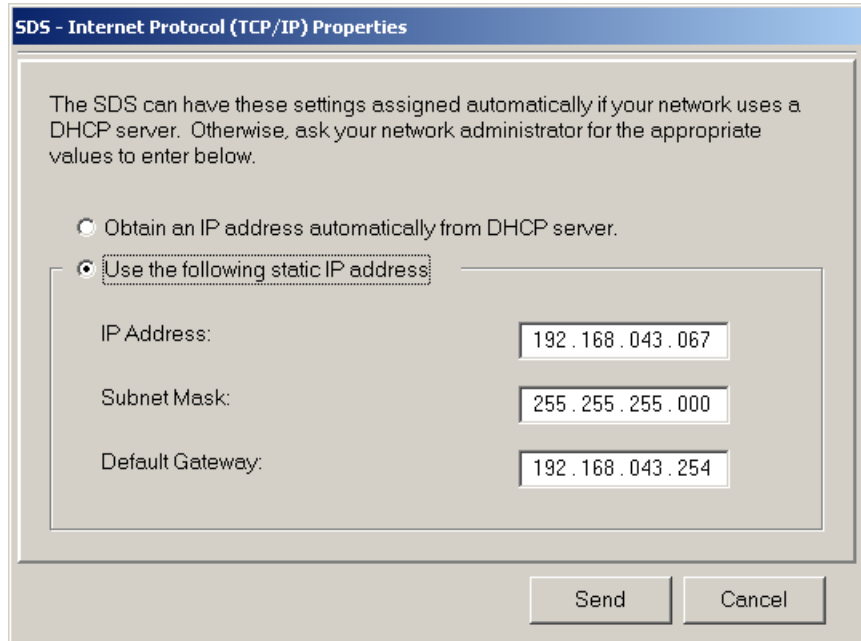 SDS - Internet Protocol (TCP/IP) Properties
The SDS can have these settings assigned automatically if your network uses a
DHCP server. Otherwise, ask your network administrator for the appropriate
values to enter below.
Obtain an IP address automatically from DHCP server.
Use the following static IP address
IP Address: 192 . 168 . 043 . 067
Subnet Mask: 255 . 255 . 255 . 000
Default Gateway: 192 . 168 . 043 . 254
Send Cancel